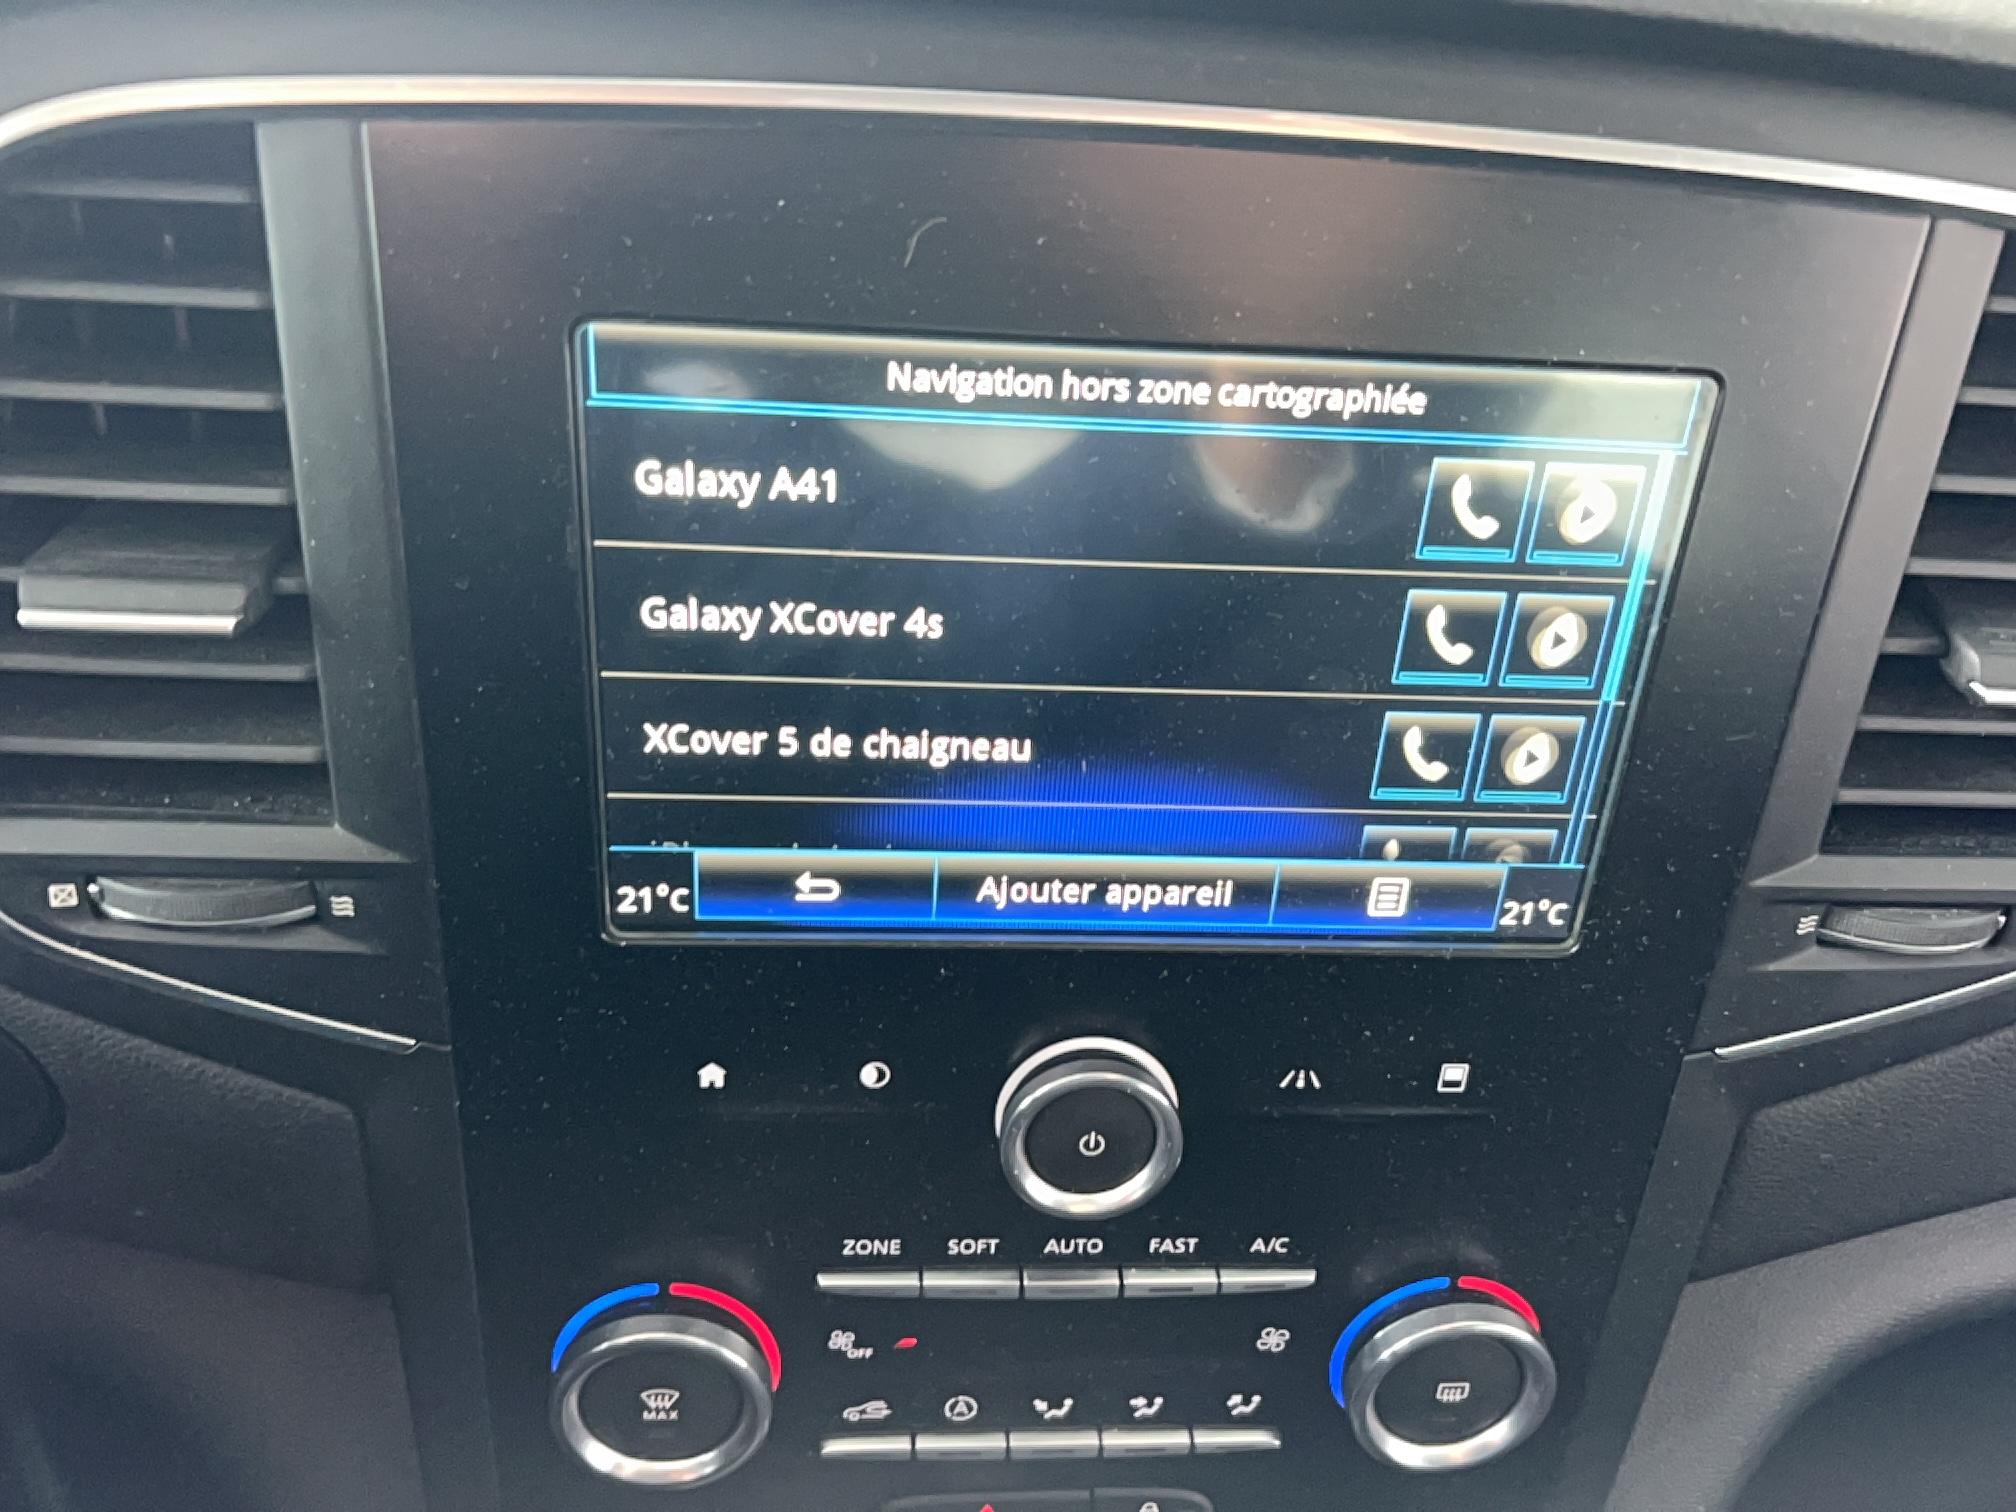 Navigation hors zone cartographiée
Galaxy A41
Galaxy XCover 4s
XCover 5 de chaigneau
21°C
Ajouter appareil
21°C
ZONE SOFT AUTO FAST A/C
OFF
MAX